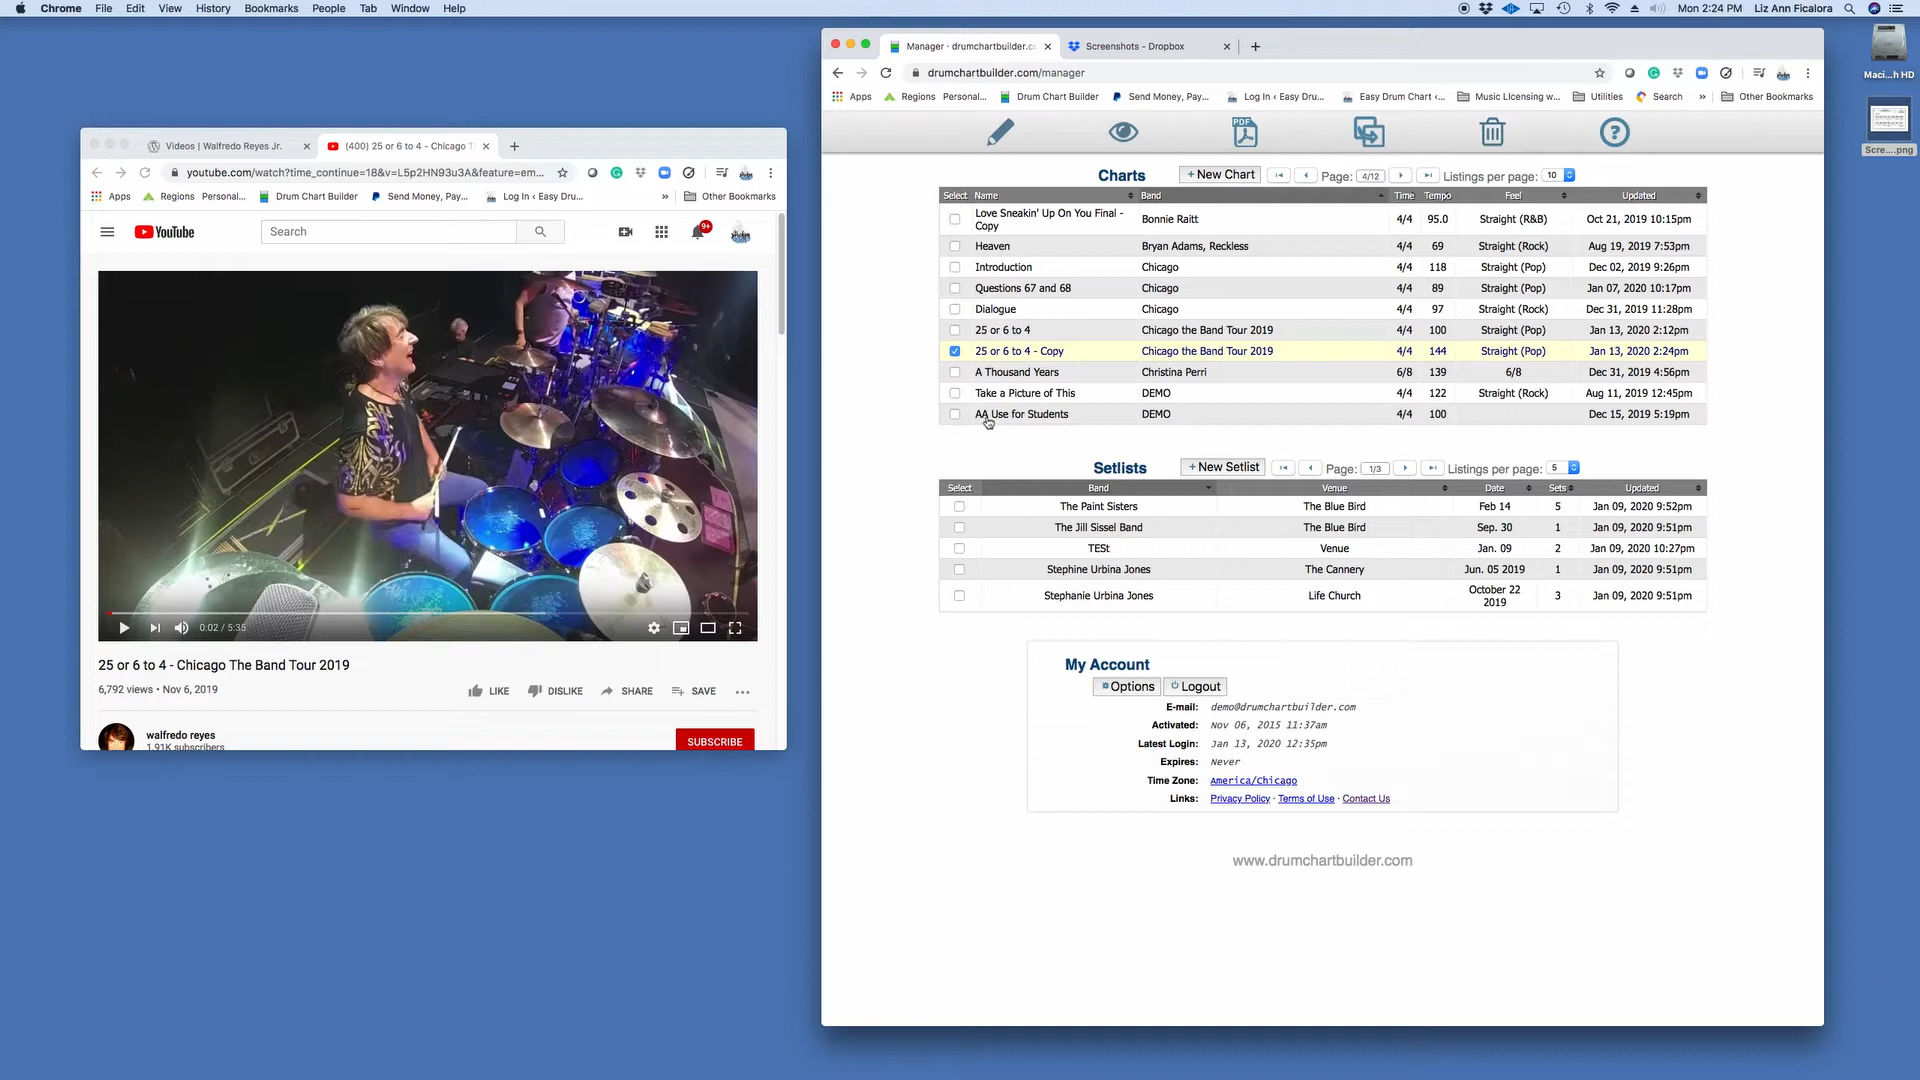 Chrome File Edit View History Bookmarks People Tab Window Help
Mon 2:24 PM Liz Ann Ficalora
Maci...h HD
Scre....png
Videos | Walfredo Reyes Jr.
(400) 25 or 6 to 4 - Chicago T
youtube.com/watch?time_continue=18&v=L5p2HN93u3A&feature=em...
Apps Regions Personal... Drum Chart Builder Send Money, Pay... Log In ‹ Easy Dru... » Other Bookmarks
YouTube
Search
9+
0:02 / 5:35
25 or 6 to 4 - Chicago The Band Tour 2019
6,792 views • Nov 6, 2019
LIKE DISLIKE SHARE SAVE
walfredo reyes
1.91K subscribers
SUBSCRIBE
Manager · drumchartbuilder.c
Screenshots - Dropbox
drumchartbuilder.com/manager
Apps Regions Personal... Drum Chart Builder Send Money, Pay... Log In ‹ Easy Dru... Easy Drum Chart ‹... Music LIcensing w... Utilities Search » Other Bookmarks
PDF
?
Charts + New Chart Page: 4/12 Listings per page: 10
Select Name Band Time Tempo Feel Updated
Love Sneakin' Up On You Final -
Copy Bonnie Raitt 4/4 95.0 Straight (R&B) Oct 21, 2019 10:15pm
Heaven Bryan Adams, Reckless 4/4 69 Straight (Rock) Aug 19, 2019 7:53pm
Introduction Chicago 4/4 118 Straight (Pop) Dec 02, 2019 9:26pm
Questions 67 and 68 Chicago 4/4 89 Straight (Pop) Jan 07, 2020 10:17pm
Dialogue Chicago 4/4 97 Straight (Rock) Dec 31, 2019 11:28pm
25 or 6 to 4 Chicago the Band Tour 2019 4/4 100 Straight (Pop) Jan 13, 2020 2:12pm
25 or 6 to 4 - Copy Chicago the Band Tour 2019 4/4 144 Straight (Pop) Jan 13, 2020 2:24pm
A Thousand Years Christina Perri 6/8 139 6/8 Dec 31, 2019 4:56pm
Take a Picture of This DEMO 4/4 122 Straight (Rock) Aug 11, 2019 12:45pm
AA Use for Students DEMO 4/4 100 Dec 15, 2019 5:19pm
Setlists + New Setlist Page: 1/3 Listings per page: 5
Select Band Venue Date Sets Updated
The Paint Sisters The Blue Bird Feb 14 5 Jan 09, 2020 9:52pm
The Jill Sissel Band The Blue Bird Sep. 30 1 Jan 09, 2020 9:52pm
TESt Venue Jan. 09 2 Jan 09, 2020 10:27pm
Stephine Urbina Jones The Cannery Jun. 05 2019 1 Jan 09, 2020 9:51pm
Stephanie Urbina Jones Life Church October 22
2019 3 Jan 09, 2020 9:51pm
My Account
Options Logout
E-mail: demo@drumchartbuilder.com
Activated: Nov 06, 2015 11:37am
Latest Login: Jan 13, 2020 12:35pm
Expires: Never
Time Zone: America/Chicago
Links: Privacy Policy · Terms of Use · Contact Us
www.drumchartbuilder.com